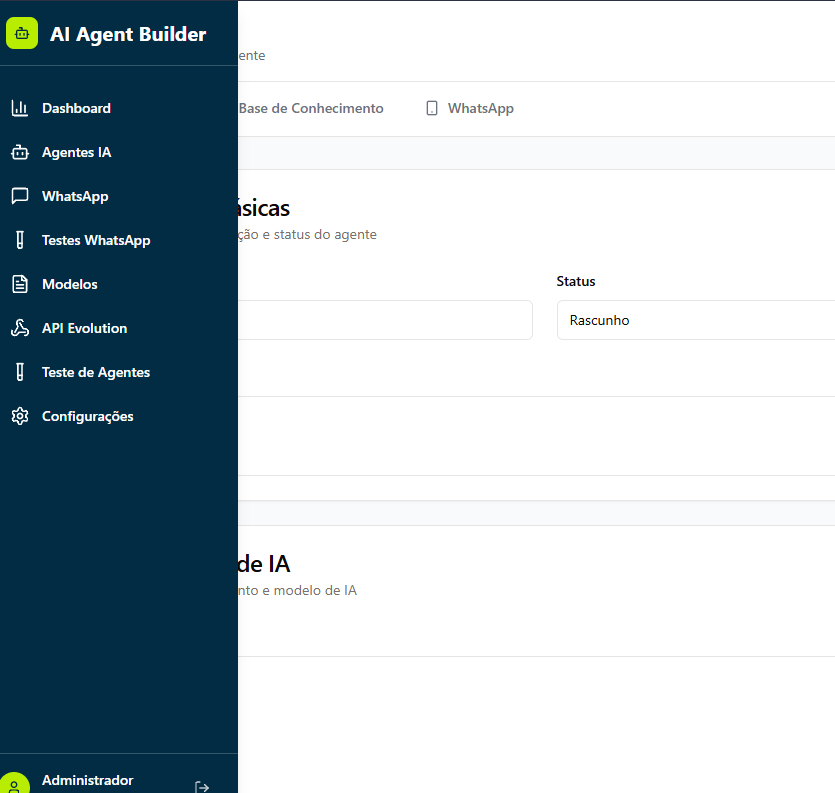 AI Agent Builder
ente
Dashboard
Base de Conhecimento
WhatsApp
Agentes IA
WhatsApp
ásicas
Testes WhatsApp
ção e status do agente
Modelos
Status
API Evolution
Rascunho
Teste de Agentes
Configurações
de IA
nto e modelo de IA
Administrador